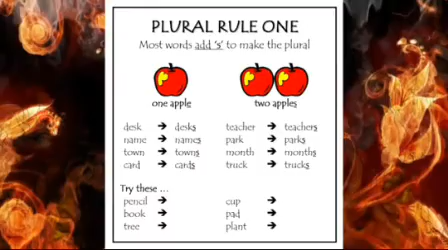 PLURAL RULE ONE
Most words add 's' to make the plural
one apple two apples
desk → desks teacher → teachers
name → names park → parks
town → towns month → months
card → cards truck → trucks
Try these ...
pencil → cup →
book → pad →
tree → plant →